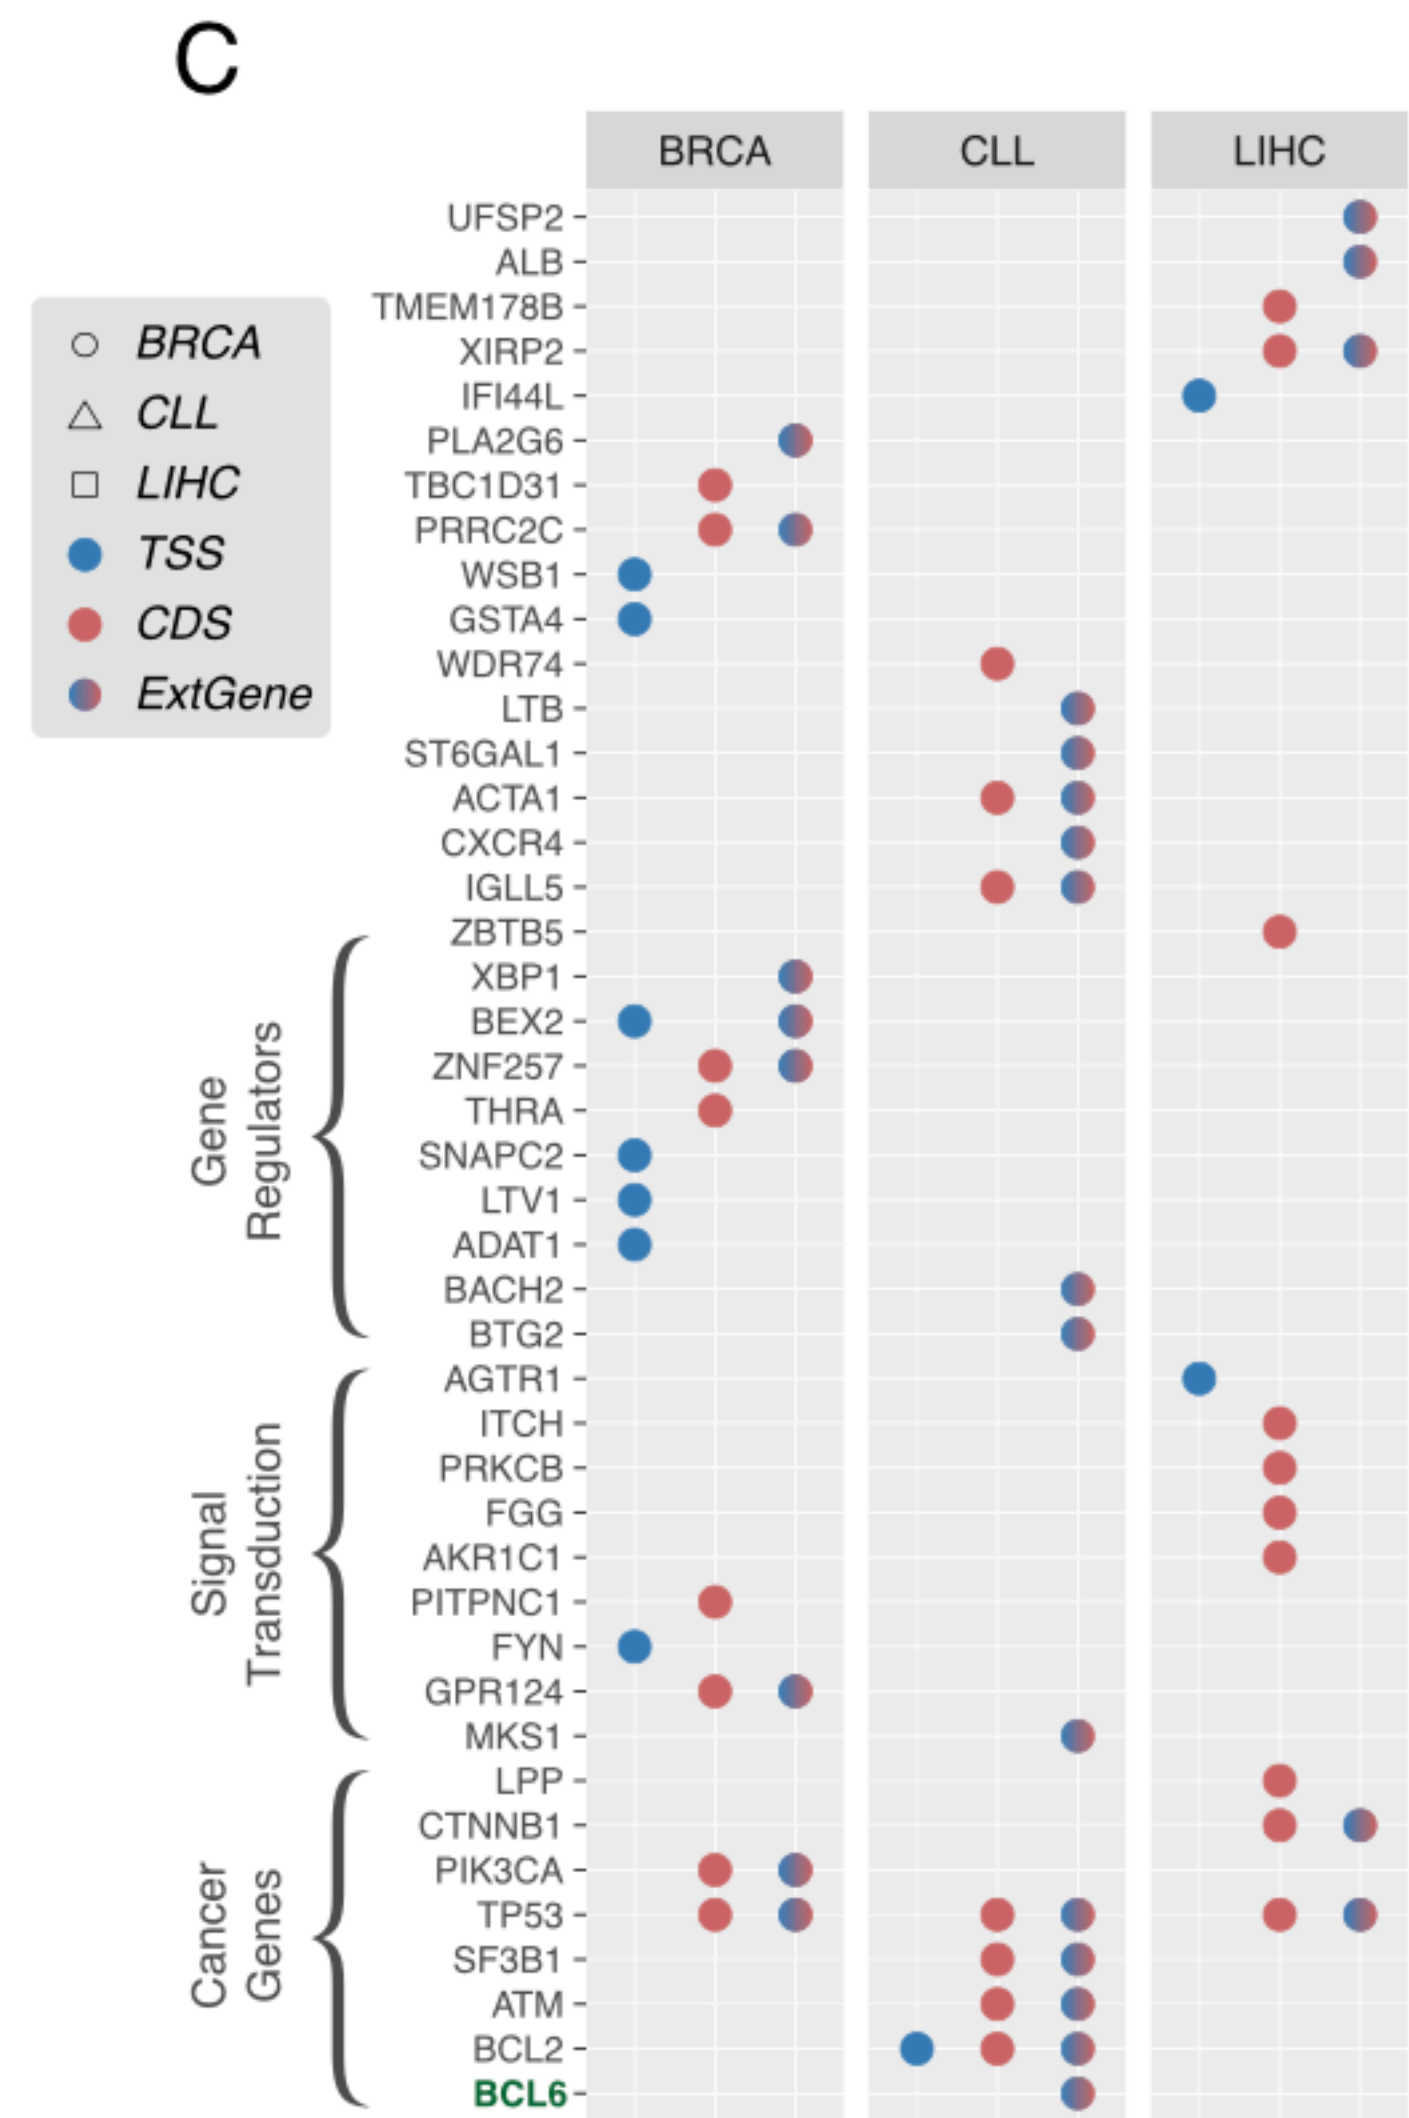 C
BRCA
CLL
LIHC
BRCA
CLL
LIHC
TSS
CDS
ExtGene
UFSP2
ALB
TMEM178B
XIRP2
IFI44L
PLA2G6
TBC1D31
PRRC2C
WSB1
GSTA4
WDR74
LTB
ST6GAL1
ACTA1
CXCR4
IGLL5
Gene
Regulators
ZBTB5
XBP1
BEX2
ZNF257
THRA
SNAPC2
LTV1
ADAT1
BACH2
BTG2
Signal
Transduction
AGTR1
ITCH
PRKCB
FGG
AKR1C1
PITPNC1
FYN
GPR124
MKS1
Cancer
Genes
LPP
CTNNB1
PIK3CA
TP53
SF3B1
ATM
BCL2
BCL6